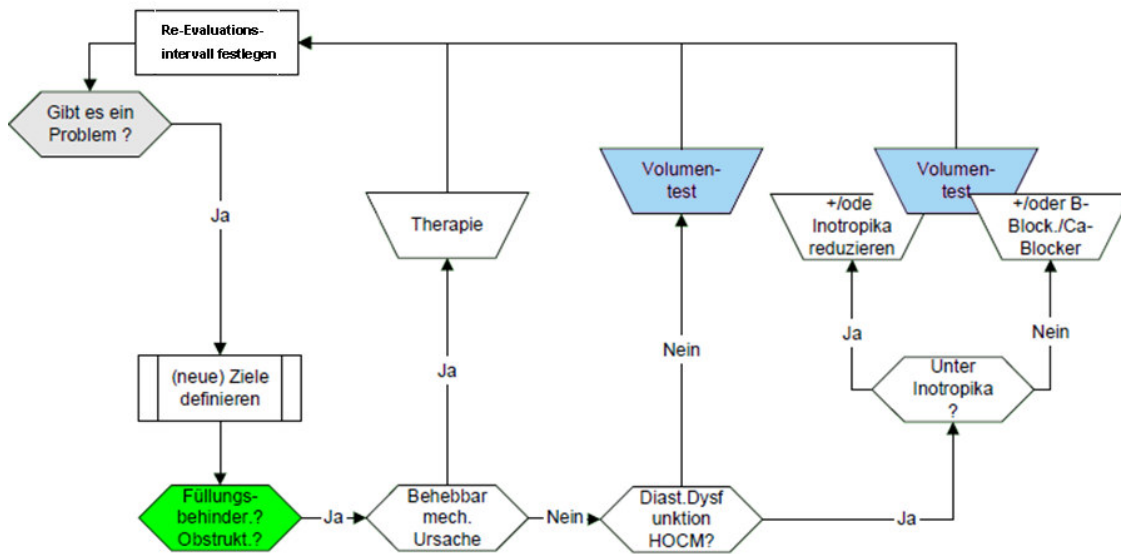 Re-Evaluations-
intervall festlegen
Gibt es ein
Problem ?
Ja
(neue) Ziele
definieren
Füllungs-
behinder.?
Obstrukt.?
Ja
Behebbar
mech.
Ursache
Ja
Therapie
Nein
Diast.Dysf
unktion
HOCM?
Nein
Volumen-
test
Ja
Unter
Inotropika
?
Ja
+/ode
Inotropika
reduzieren
Volumen-
test
Nein
+/oder B-
Block./Ca-
Blocker